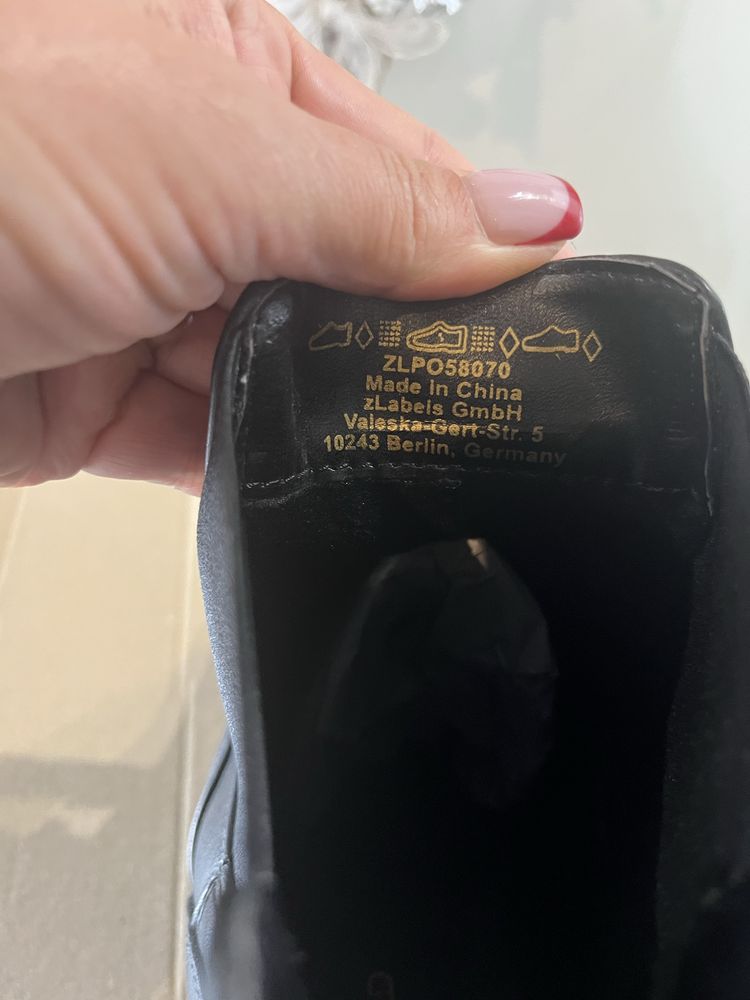 ZLPO58070
Made In China
zLabels GmbH
Valeska-Gert-Str. 5
10243 Berlin, Germany